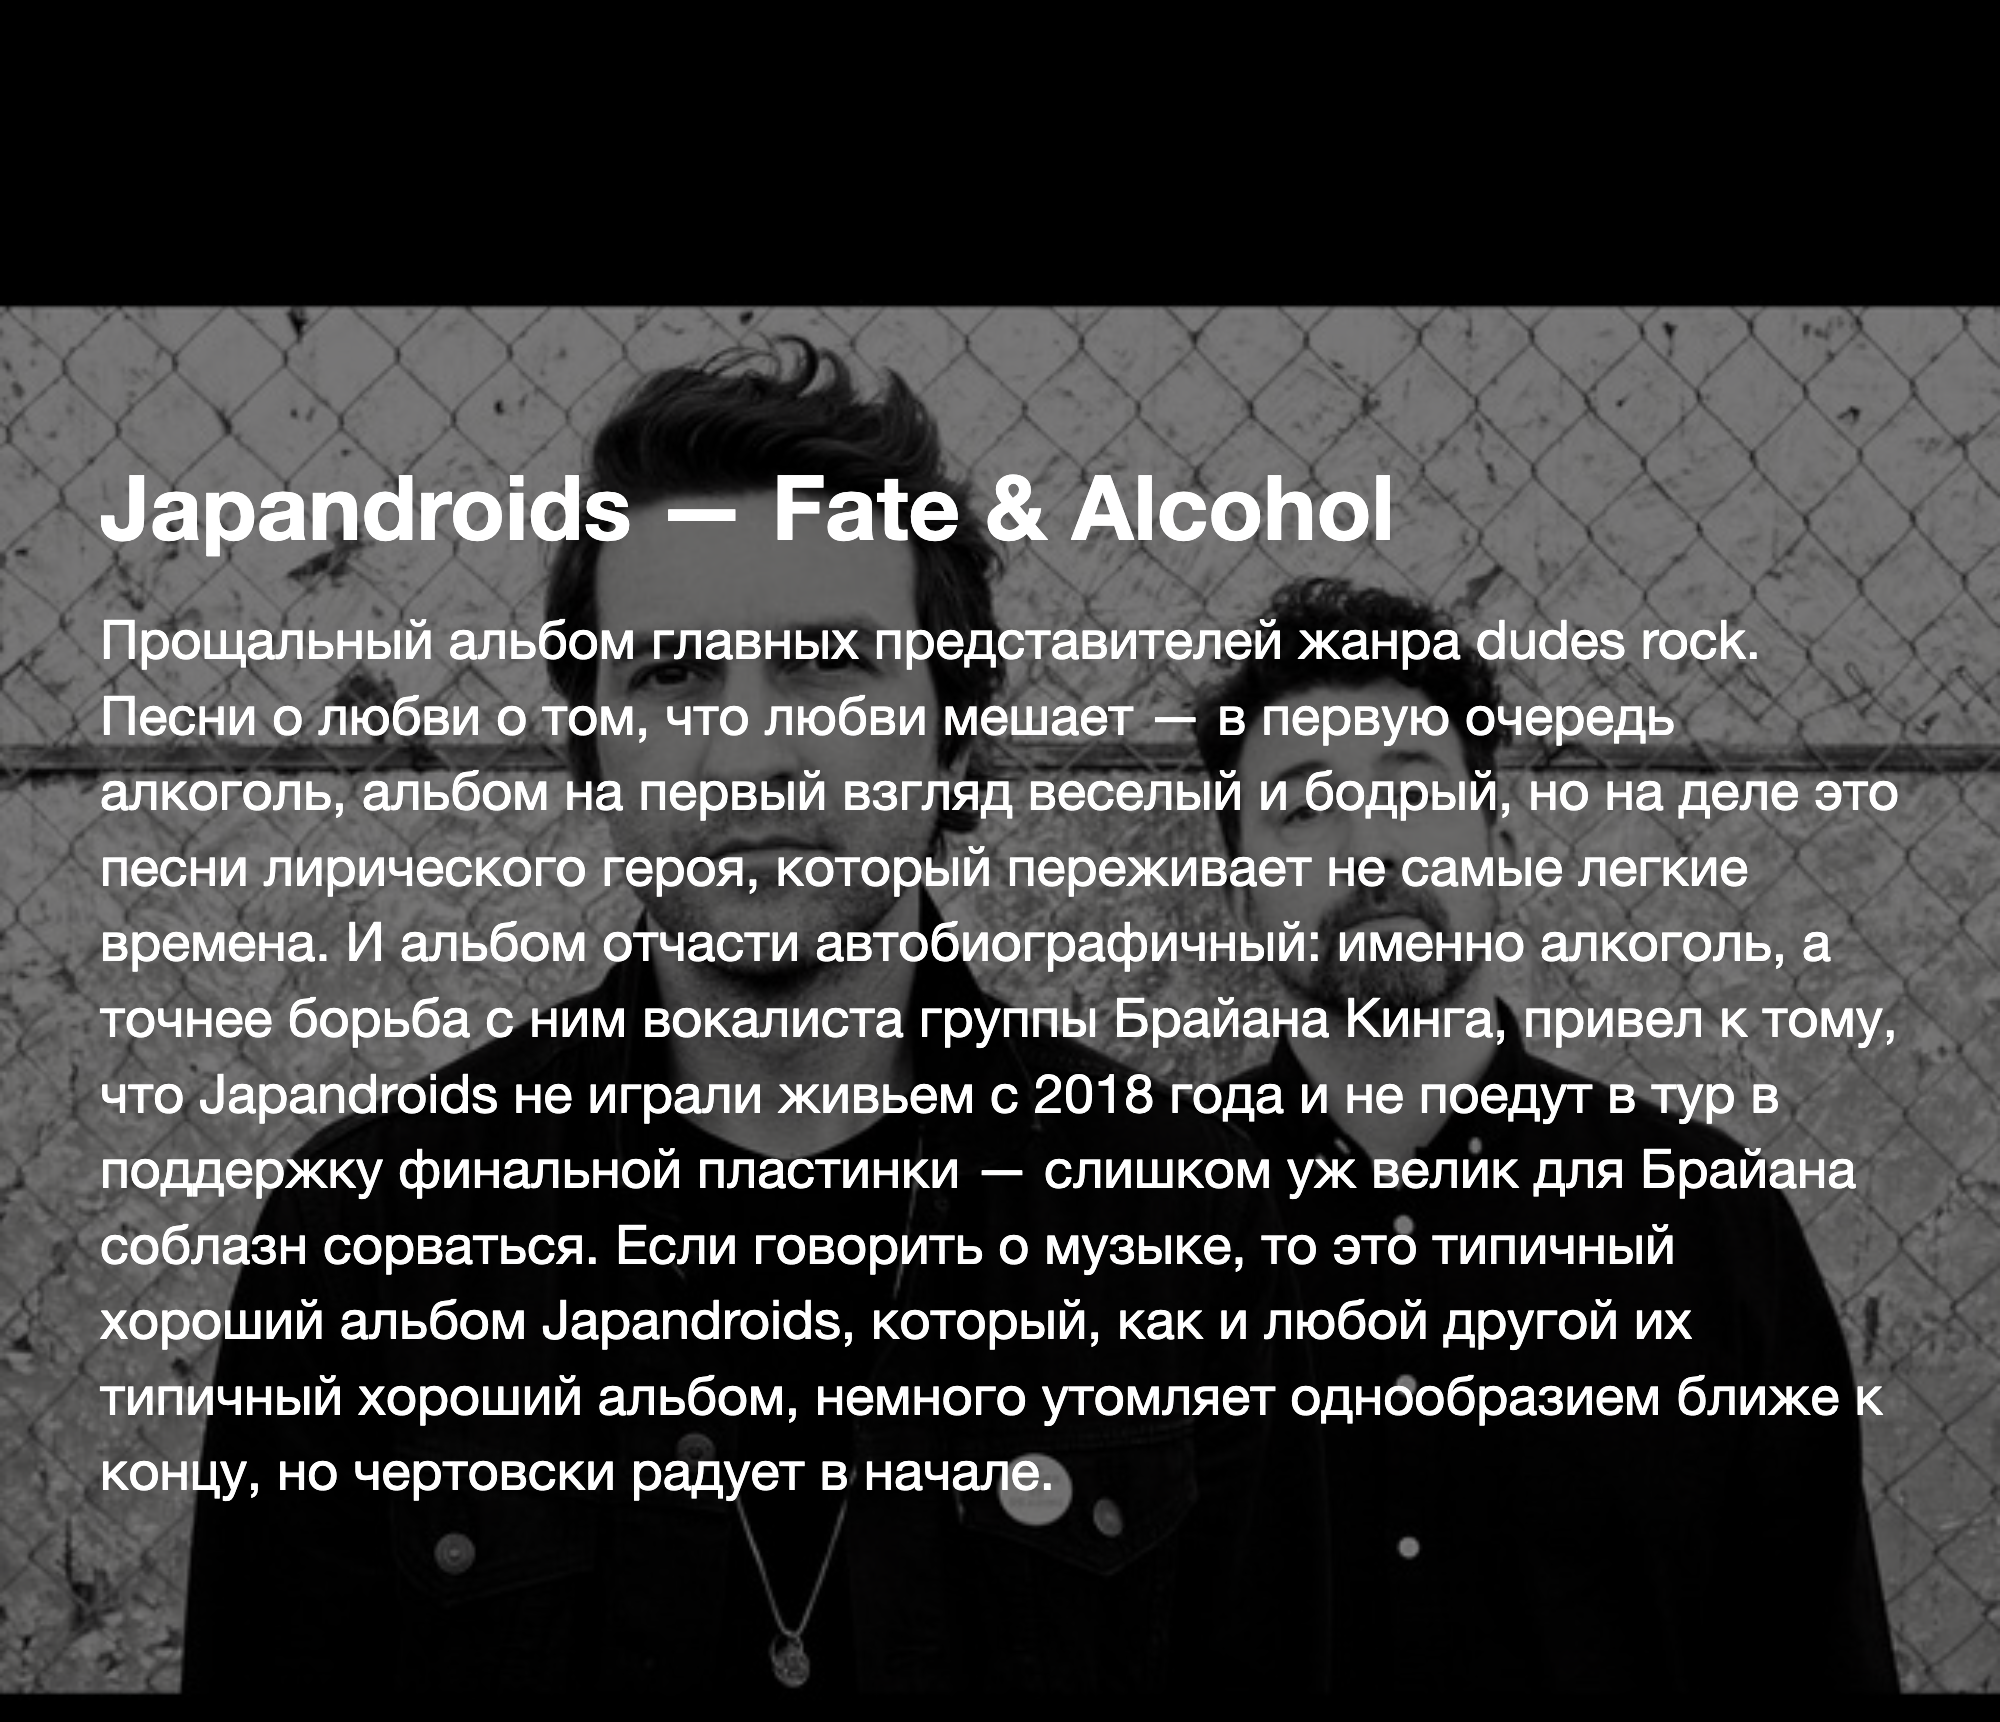 Japandroids — Fate & Alcohol
Прощальный альбом главных представителей жанра dudes rock.
Песни о любви о том, что любви мешает — в первую очередь
алкоголь, альбом на первый взгляд веселый и бодрый, но на деле это
песни лирического героя, который переживает не самые легкие
времена. И альбом отчасти автобиографичный: именно алкоголь, а
точнее борьба с ним вокалиста группы Брайана Кинга, привел к тому,
что Japandroids не играли живьем с 2018 года и не поедут в тур в
поддержку финальной пластинки — слишком уж велик для Брайана
соблазн сорваться. Если говорить о музыке, то это типичный
хороший альбом Japandroids, который, как и любой другой их
типичный хороший альбом, немного утомляет однообразием ближе к
концу, но чертовски радует в начале.